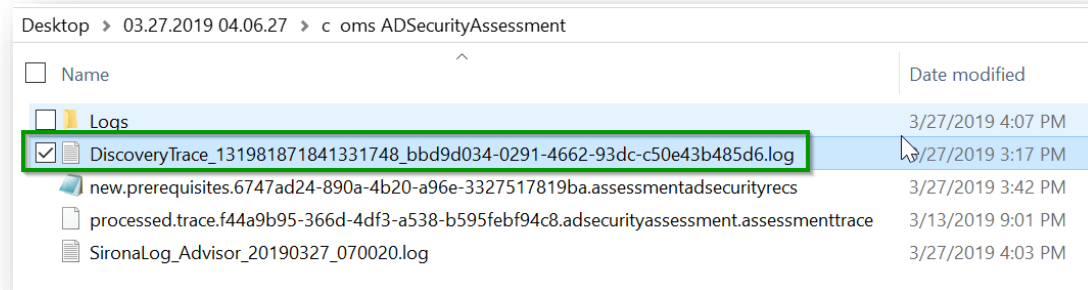 Desktop > 03.27.2019 04.06.27 > c oms ADSecurityAssessment
Name Date modified
Logs 3/27/2019 4:07 PM
DiscoveryTrace_131981871841331748_bbd9d034-0291-4662-93dc-c50e43b485d6.log 3/27/2019 3:17 PM
new.prerequisites.6747ad24-890a-4b20-a96e-3327517819ba.assessmentadsecurityrecs 3/27/2019 3:42 PM
processed.trace.f44a9b95-366d-4df3-a538-b595febf94c8.adsecurityassessment.assessmenttrace 3/13/2019 9:01 PM
SironaLog_Advisor_20190327_070020.log 3/27/2019 4:03 PM